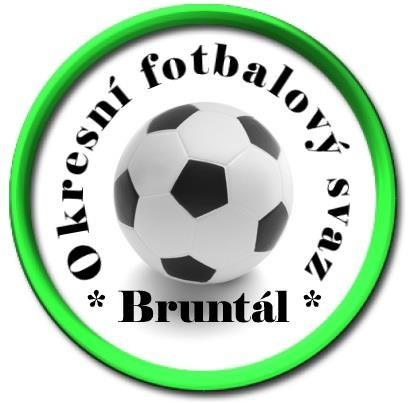 Okresní fotbalový svaz
* Bruntál *